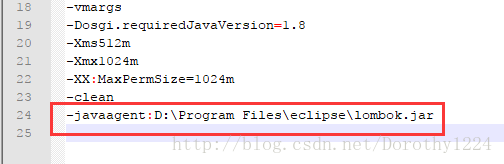 18 -vmargs
19 -Dosgi.requiredJavaVersion=1.8
20 -Xms512m
21 -Xmx1024m
22 -XX:MaxPermSize=1024m
23 -clean
24 -javaagent:D:\Program Files\eclipse\lombok.jar
25
http://blog.csdn.net/Dorothy1224